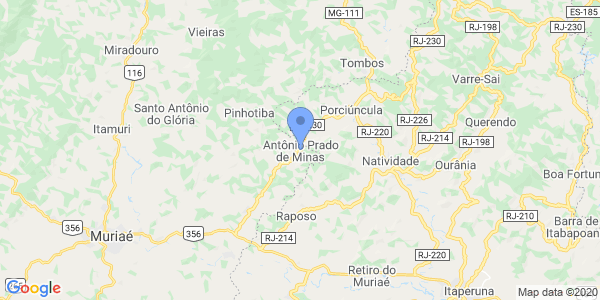 MG-111
ES-185
Vieiras
RJ-198
RJ-230
RJ-230
Miradouro
Tombos
116
Varre-Sai
Santo Antônio
do Glória
Pinhotiba
Porciúncula
RJ-226
Querendo
Itamuri
30
RJ-220
RJ-214
RJ-198
Antônio Prado
de Minas
Natividade
Ourânia
Boa Fortun
Raposo
RJ-210
356
356
Muriaé
Barra de
Itabapoan
RJ-214
RJ-220
Retiro do
Muriaé
Itaperuna
Google
Map data ©2020